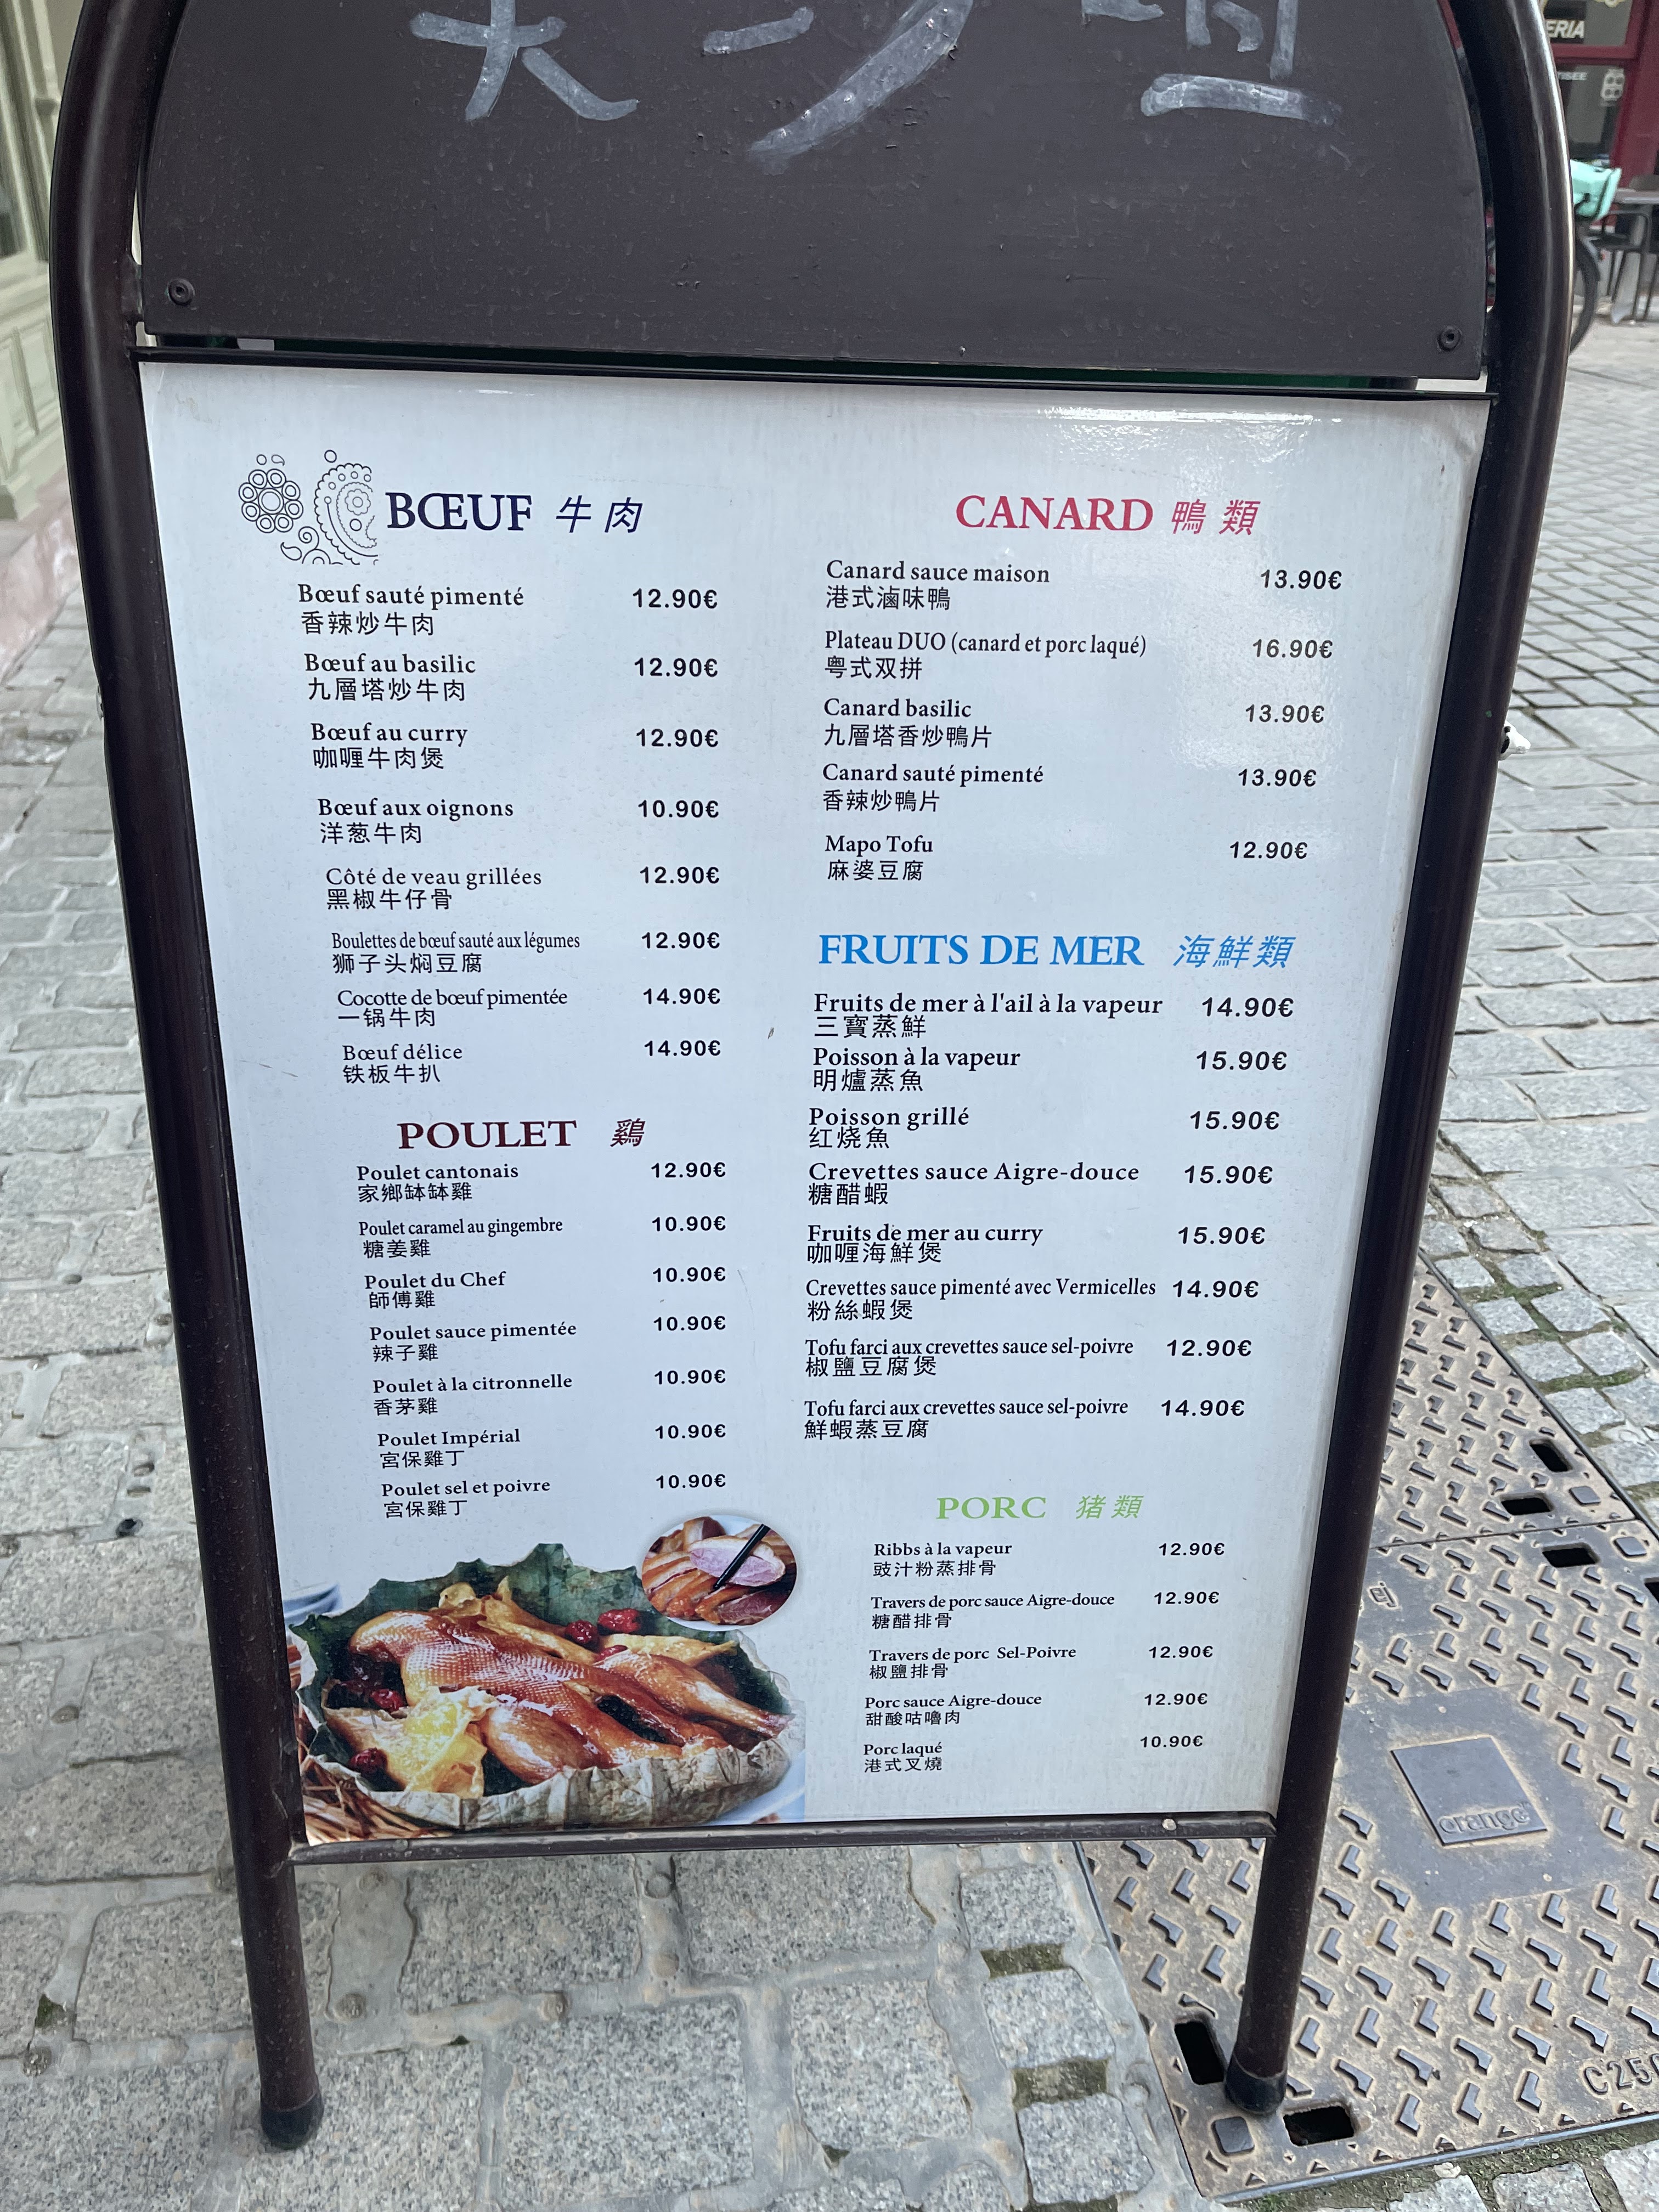 BŒUF 牛肉
Bœuf sauté pimenté 12.90€
香辣炒牛肉
Bœuf au basilic 12.90€
九層塔炒牛肉
Bœuf au curry 12.90€
咖喱牛肉煲
Bœuf aux oignons 10.90€
洋葱牛肉
Côté de veau grillées 12.90€
黑椒牛仔骨
Boulettes de bœuf sauté aux légumes 12.90€
狮子头焖豆腐
Cocotte de bœuf pimentée 14.90€
一锅牛肉
Bœuf délice 14.90€
铁板牛扒
POULET 鷄
Poulet cantonais 12.90€
家鄉缽缽雞
Poulet caramel au gingembre 10.90€
糖姜雞
Poulet du Chef 10.90€
師傅雞
Poulet sauce pimentée 10.90€
辣子雞
Poulet à la citronnelle 10.90€
香茅雞
Poulet Impérial 10.90€
宮保雞丁
Poulet sel et poivre 10.90€
宮保雞丁
CANARD 鴨類
Canard sauce maison 13.90€
港式滷味鴨
Plateau DUO (canard et porc laqué) 16.90€
粤式双拼
Canard basilic 13.90€
九層塔香炒鴨片
Canard sauté pimenté 13.90€
香辣炒鴨片
Mapo Tofu 12.90€
麻婆豆腐
FRUITS DE MER 海鮮類
Fruits de mer à l'ail à la vapeur 14.90€
三寶蒸鮮
Poisson à la vapeur 15.90€
明爐蒸魚
Poisson grillé 15.90€
红烧魚
Crevettes sauce Aigre-douce 15.90€
糖醋蝦
Fruits de mer au curry 15.90€
咖喱海鮮煲
Crevettes sauce pimenté avec Vermicelles 14.90€
粉絲蝦煲
Tofu farci aux crevettes sauce sel-poivre 12.90€
椒鹽豆腐煲
Tofu farci aux crevettes sauce sel-poivre 14.90€
鮮蝦蒸豆腐
PORC 猪類
Ribbs à la vapeur 12.90€
豉汁粉蒸排骨
Travers de porc sauce Aigre-douce 12.90€
糖醋排骨
Travers de porc Sel-Poivre 12.90€
椒鹽排骨
Porc sauce Aigre-douce 12.90€
甜酸咕嚕肉
Porc laqué 10.90€
港式叉燒
orange